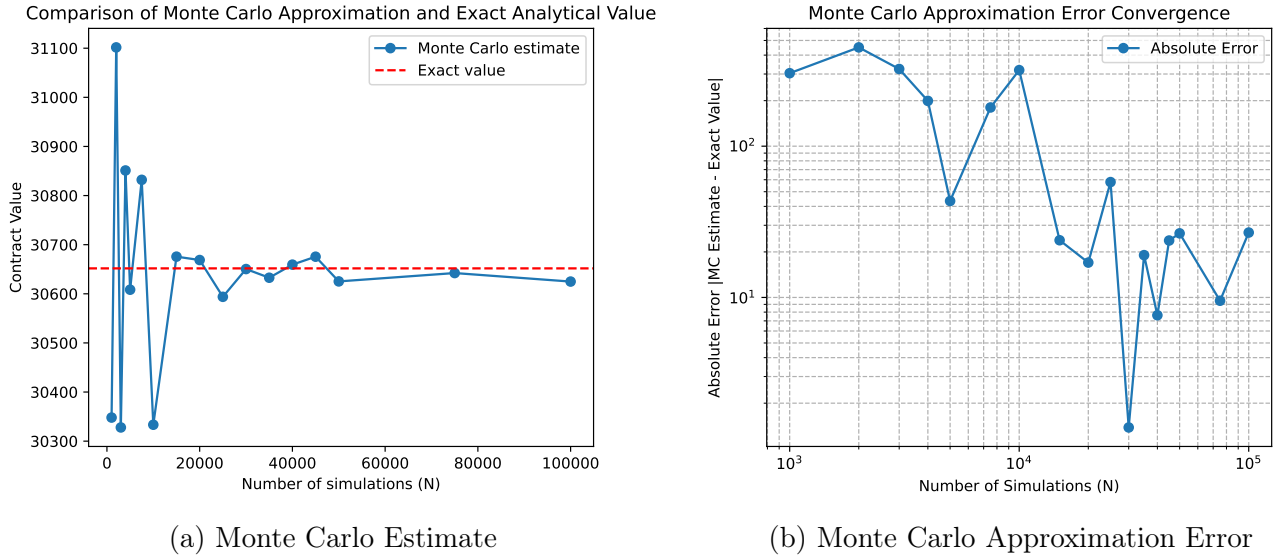 Comparison of Monte Carlo Approximation and Exact Analytical Value
Monte Carlo estimate
Exact value
Contract Value
31100
31000
30900
30800
30700
30600
30500
30400
30300
0
20000
40000
60000
80000
100000
Number of simulations (N)
(a) Monte Carlo Estimate
Monte Carlo Approximation Error Convergence
Absolute Error
Absolute Error |MC Estimate - Exact Value|
10²
10¹
10³
10⁴
10⁵
Number of Simulations (N)
(b) Monte Carlo Approximation Error